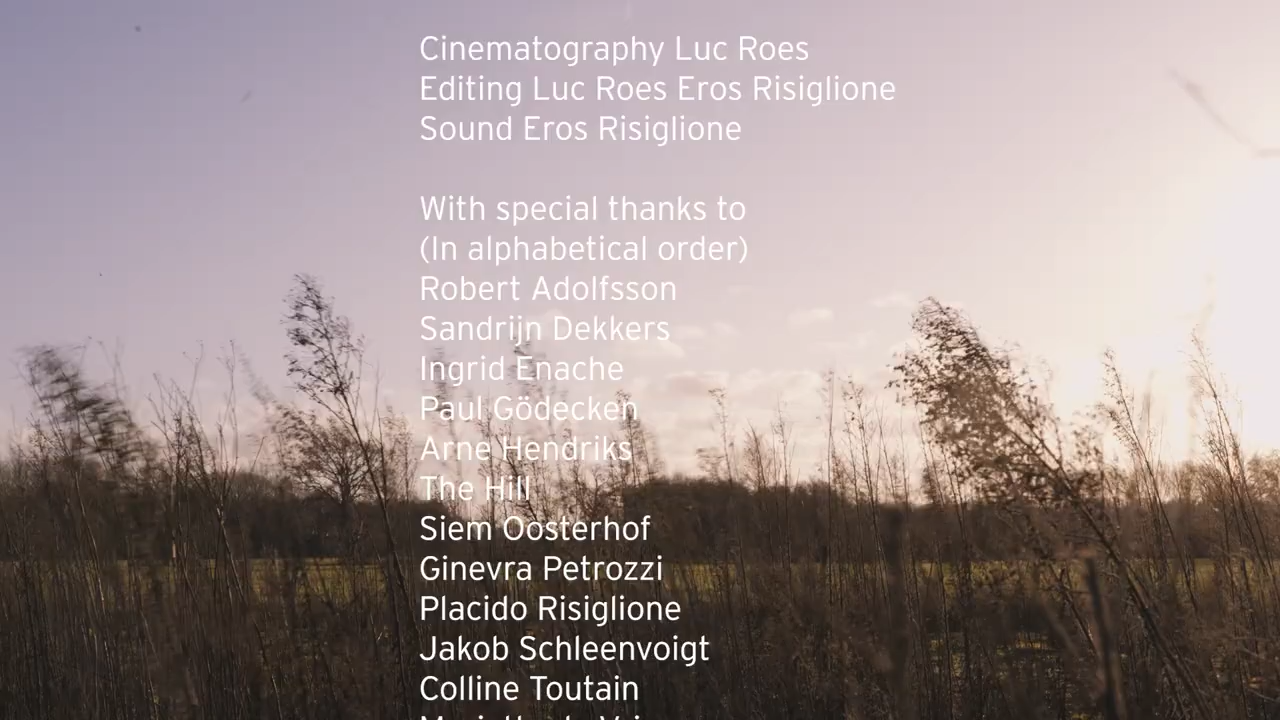 Cinematography Luc Roes
Editing Luc Roes Eros Risiglione
Sound Eros Risiglione
With special thanks to
(In alphabetical order)
Robert Adolfsson
Sandrijn Dekkers
Ingrid Enache
Paul Gödecken
Arne Hendriks
The Hill
Siem Oosterhof
Ginevra Petrozzi
Placido Risiglione
Jakob Schleenvoigt
Colline Toutain